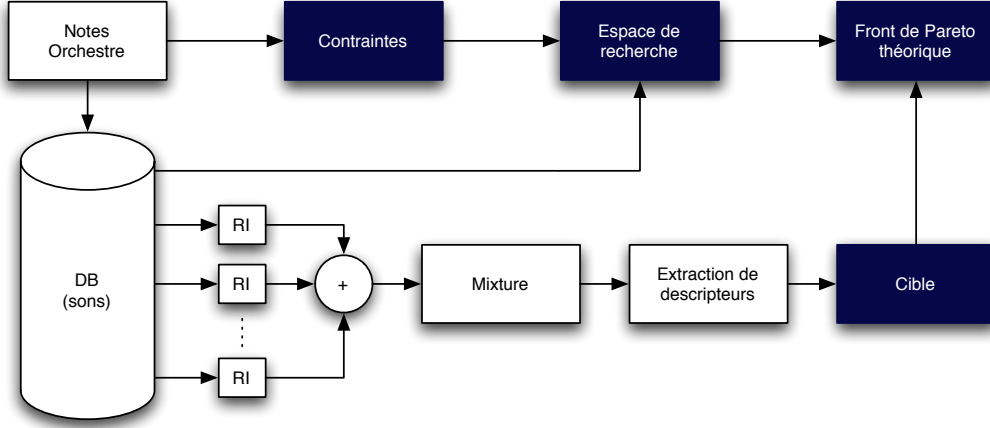 Notes
Orchestre
Contraintes
Espace de
recherche
Front de Pareto
théorique
DB
(sons)
RI
RI
RI
+
Mixture
Extraction de
descripteurs
Cible